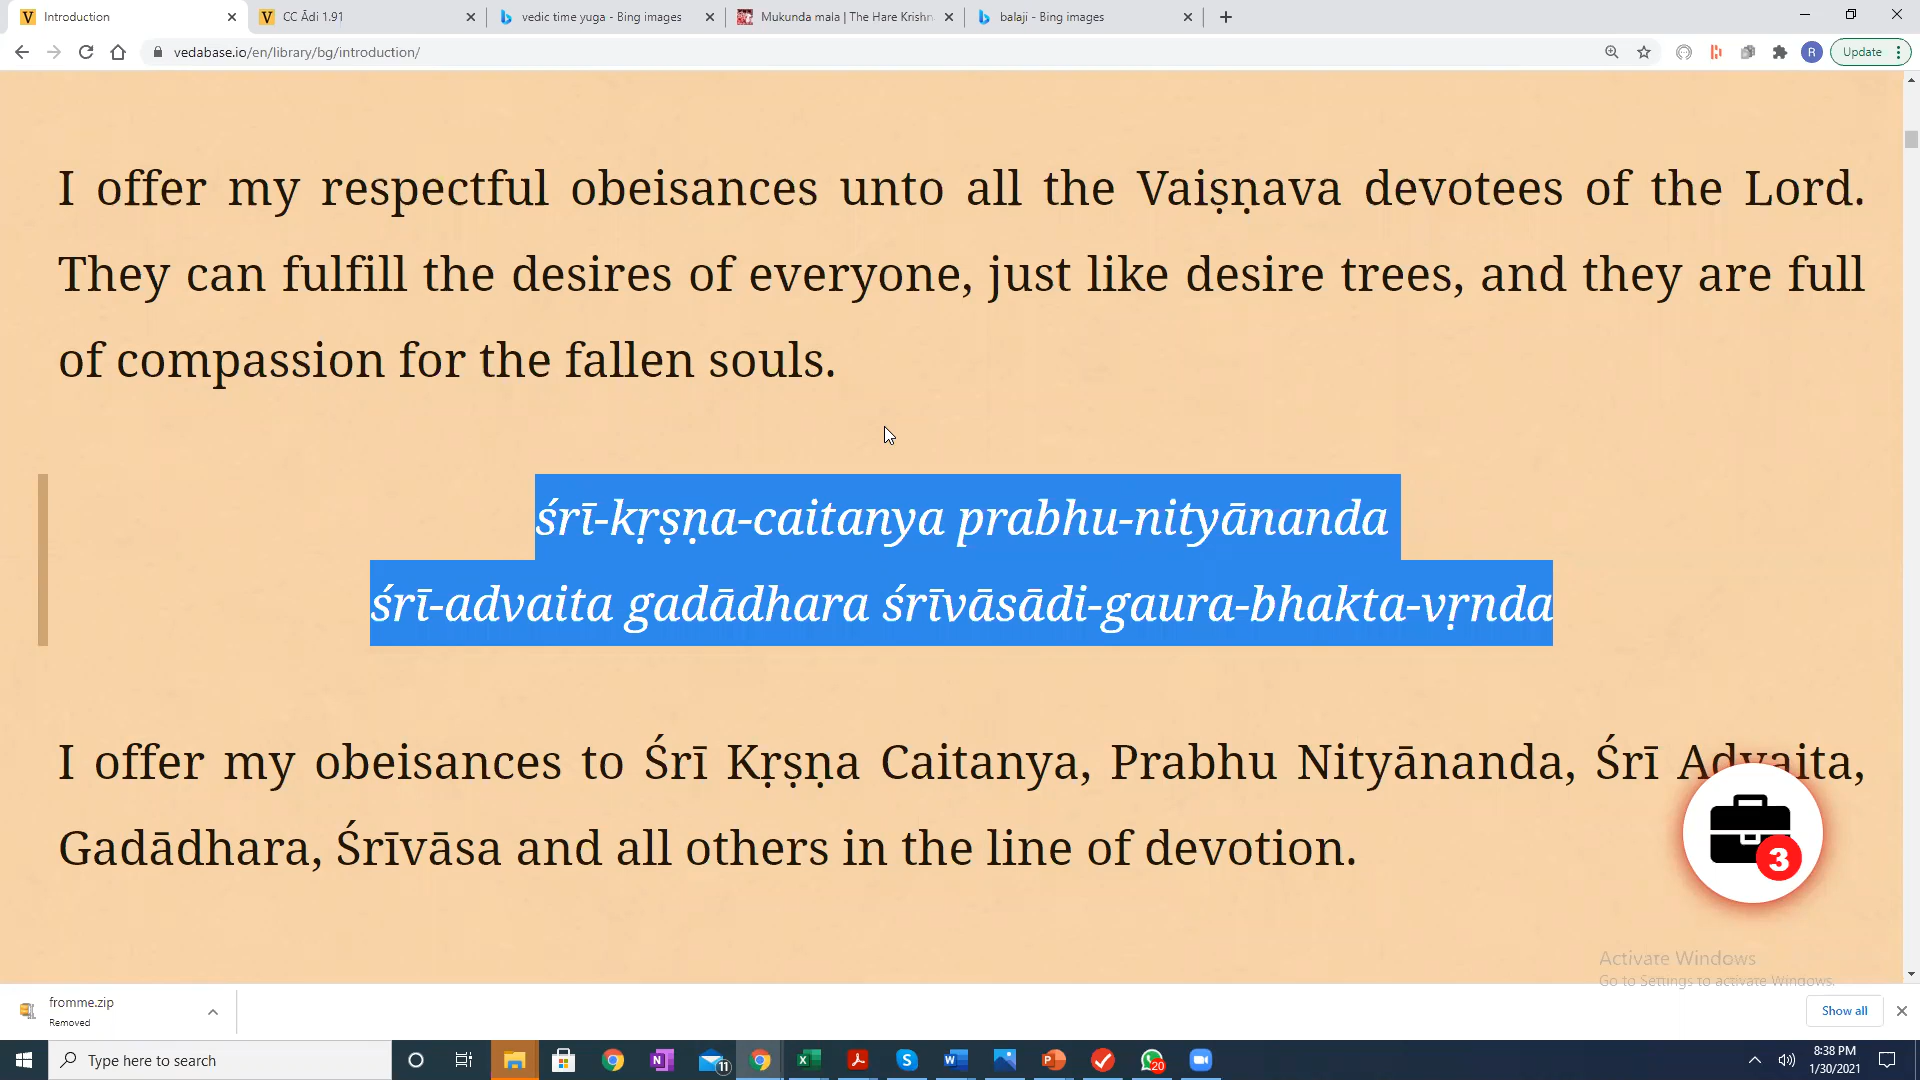 Introduction
CC Ādi 1.91
vedic time yuga - Bing images
Mukunda mala | The Hare Krishn
balaji - Bing images
vedabase.io/en/library/bg/introduction/
R
Update
I offer my respectful obeisances unto all the Vaiṣṇava devotees of the Lord.
They can fulfill the desires of everyone, just like desire trees, and they are full
of compassion for the fallen souls.
śrī-kṛṣṇa-caitanya prabhu-nityānanda
śrī-advaita gadādhara śrīvāsādi-gaura-bhakta-vṛnda
I offer my obeisances to Śrī Kṛṣṇa Caitanya, Prabhu Nityānanda, Śrī Advaita,
Gadādhara, Śrīvāsa and all others in the line of devotion.
3
Activate Windows
Go to Settings to activate Windows.
fromme.zip
Removed
Show all
Type here to search
11
20
8:38 PM
1/30/2021